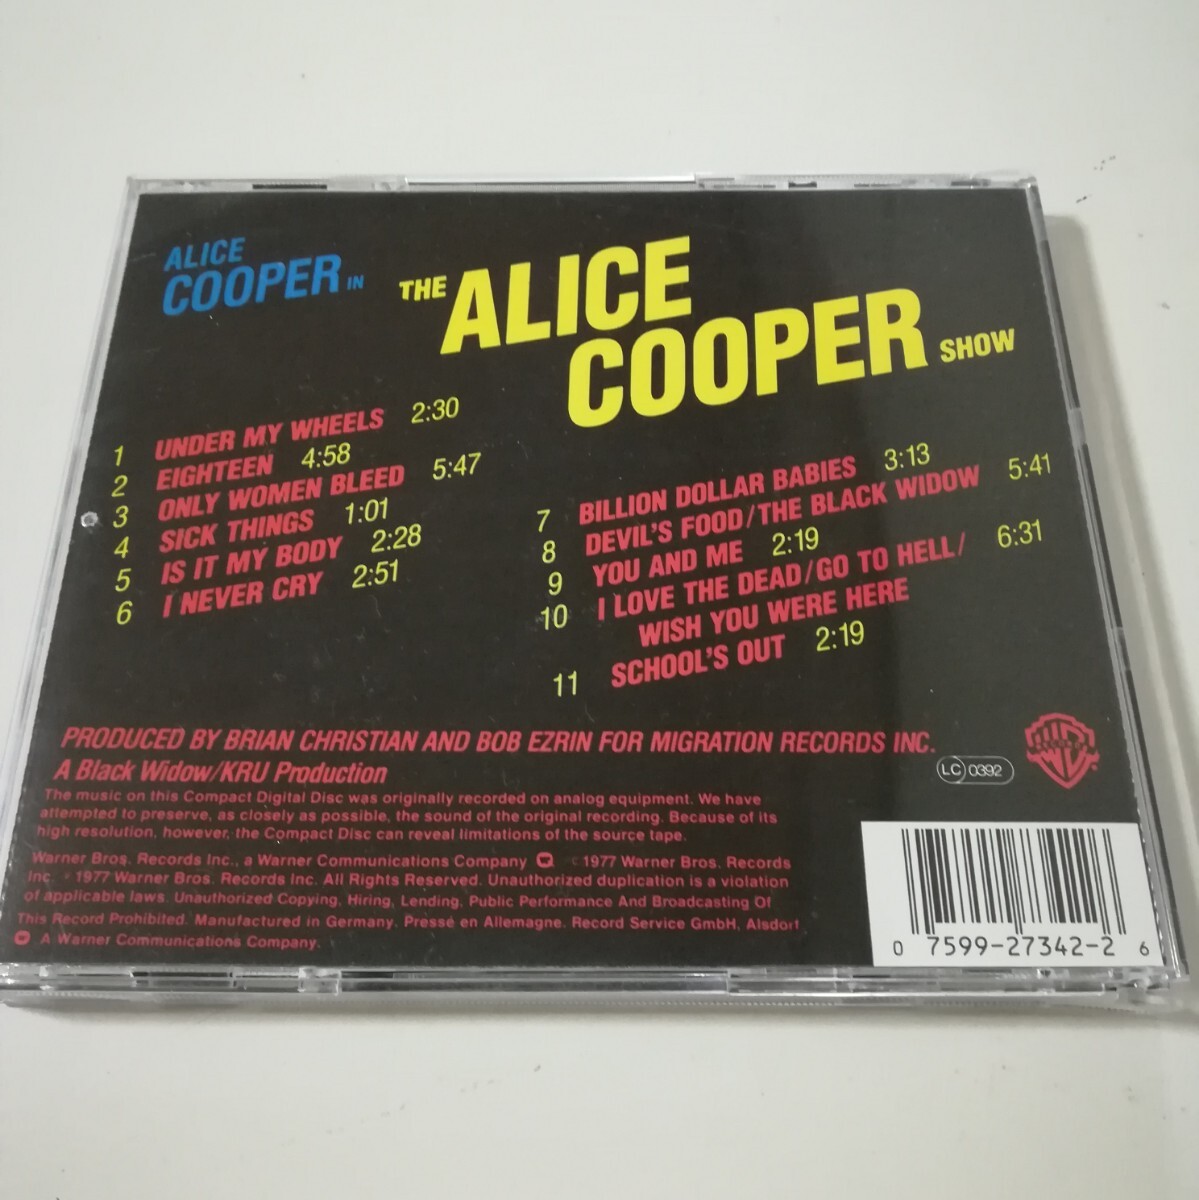 ALICE
COOPER IN
THE ALICE
COOPER SHOW
1 UNDER MY WHEELS 2:30
2 EIGHTEEN 4:58
3 ONLY WOMEN BLEED 5:47
4 SICK THINGS 1:01
5 IS IT MY BODY 2:28
6 I NEVER CRY 2:51
7 BILLION DOLLAR BABIES 3:13
8 DEVIL'S FOOD/THE BLACK WIDOW 5:41
9 YOU AND ME 2:19
10 I LOVE THE DEAD/GO TO HELL/ 6:31
WISH YOU WERE HERE
11 SCHOOL'S OUT 2:19
PRODUCED BY BRIAN CHRISTIAN AND BOB EZRIN FOR MIGRATION RECORDS INC.
A Black Widow/KRU Production
LC 0392
The music on this Compact Digital Disc was originally recorded on analog equipment. We have
attempted to preserve, as closely as possible, the sound of the original recording. Because of its
high resolution, however, the Compact Disc can reveal limitations of the source tape.
Warner Bros. Records Inc., a Warner Communications Company © 1977 Warner Bros. Records
Inc. ℗ 1977 Warner Bros. Records Inc. All Rights Reserved. Unauthorized duplication is a violation
of applicable laws. Unauthorized Copying, Hiring, Lending, Public Performance And Broadcasting Of
This Record Prohibited. Manufactured in Germany. Pressé en Allemagne. Record Service GmbH, Alsdorf
A Warner Communications Company.
0 7599-27342-2 6